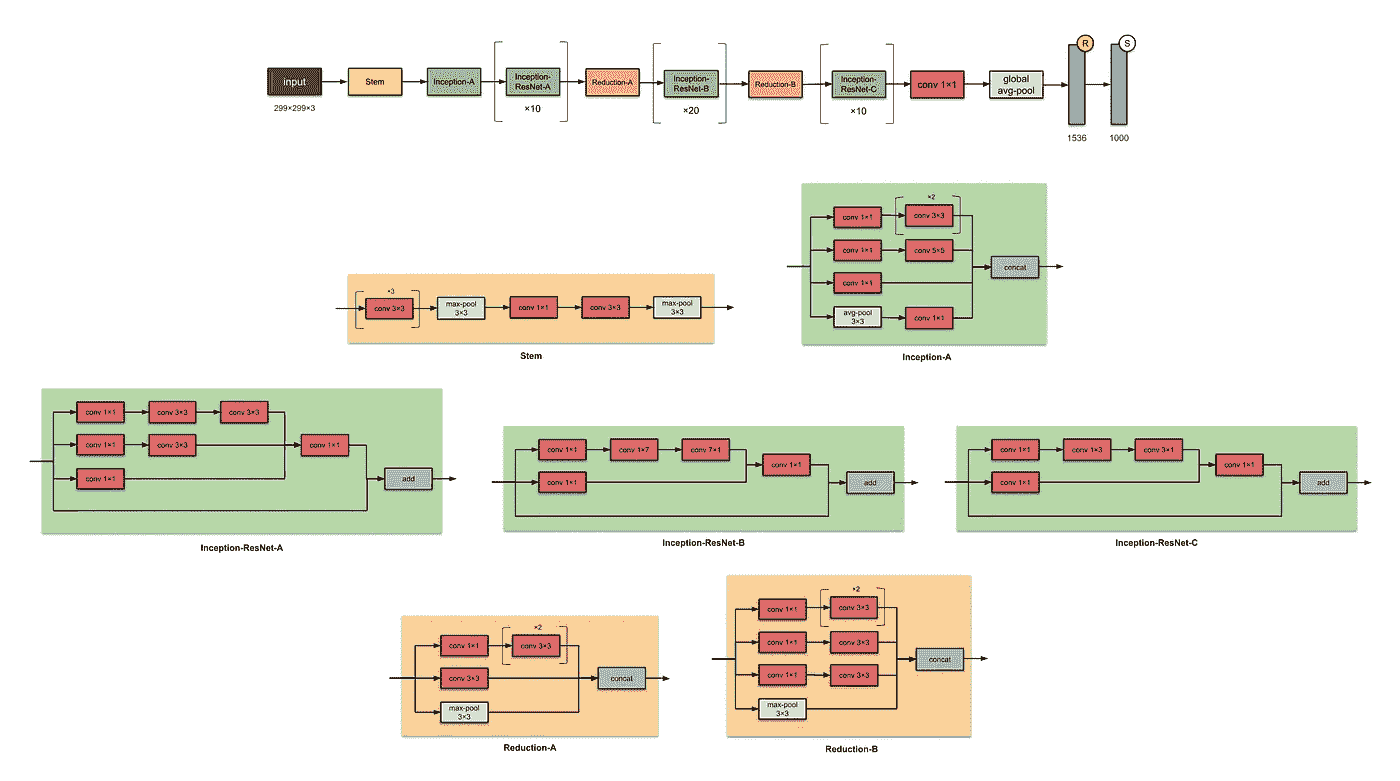 R
S
input
Stem
Inception-A
Inception-
ResNet-A
Reduction-A
Inception-
ResNet-B
Reduction-B
Inception-
ResNet-C
conv 1×1
global
avg-pool
299×299×3
×10
×20
×10
1536
1000
×2
conv 1×1
conv 3×3
conv 1×1
conv 5×5
concat
conv 1×1
avg-pool
3×3
conv 1×1
Inception-A
×3
conv 3×3
max-pool
3×3
conv 1×1
conv 3×3
max-pool
3×3
Stem
conv 1×1
conv 3×3
conv 3×3
conv 1×1
conv 3×3
conv 1×1
conv 1×1
add
Inception-ResNet-A
conv 1×1
conv 1×7
conv 7×1
conv 1×1
conv 1×1
add
Inception-ResNet-B
conv 1×1
conv 1×3
conv 3×1
conv 1×1
conv 1×1
add
Inception-ResNet-C
×2
conv 1×1
conv 3×3
conv 3×3
concat
max-pool
3×3
Reduction-A
×2
conv 1×1
conv 3×3
conv 1×1
conv 3×3
concat
conv 1×1
conv 3×3
max-pool
3×3
Reduction-B